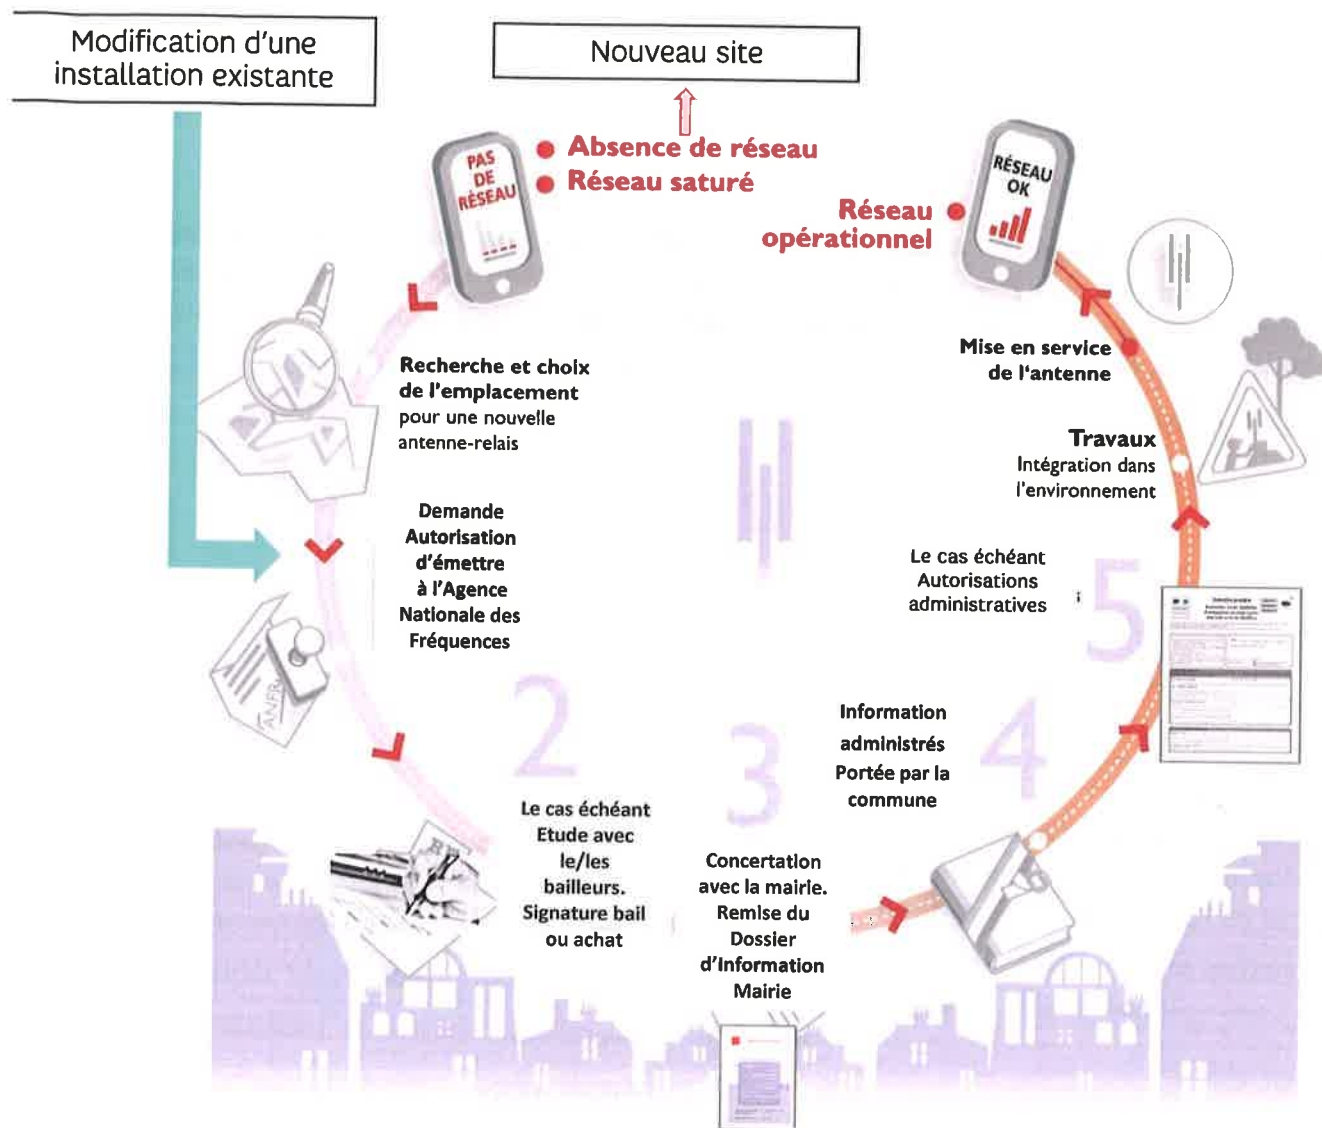 Modification d'une
installation existante
Nouveau site
PAS
DE
RÉSEAU
Absence de réseau
Réseau saturé
RÉSEAU
OK
Réseau
opérationnel
Recherche et choix
de l'emplacement
pour une nouvelle
antenne-relais
Mise en service
de l'antenne
Travaux
Intégration dans
l'environnement
Demande
Autorisation
d'émettre
à l'Agence
Nationale des
Fréquences
ANFR
Le cas échéant
Autorisations
administratives
5
2
3
4
Information
administrés
Portée par la
commune
Le cas échéant
Etude avec
le/les
bailleurs.
Signature bail
ou achat
Concertation
avec la mairie.
Remise du
Dossier
d'Information
Mairie